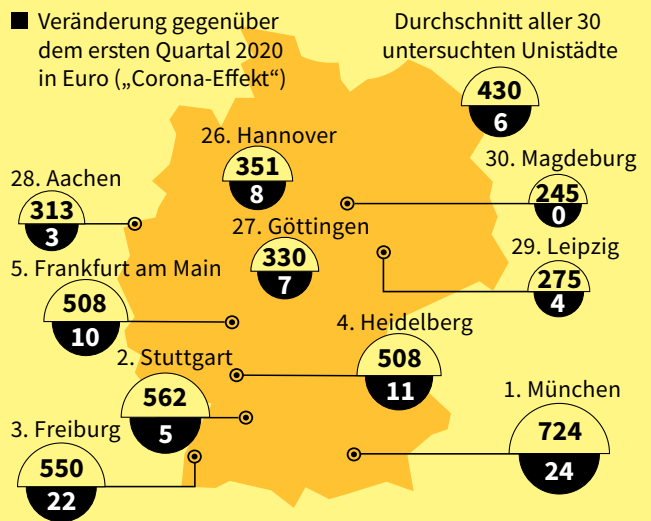 Veränderung gegenüber
dem ersten Quartal 2020
in Euro („Corona-Effekt“)
Durchschnitt aller 30
untersuchten Unistädte
430
6
26. Hannover
351
8
30. Magdeburg
245
0
28. Aachen
313
3
27. Göttingen
330
7
29. Leipzig
275
4
5. Frankfurt am Main
508
10
4. Heidelberg
508
11
2. Stuttgart
562
5
1. München
724
24
3. Freiburg
550
22